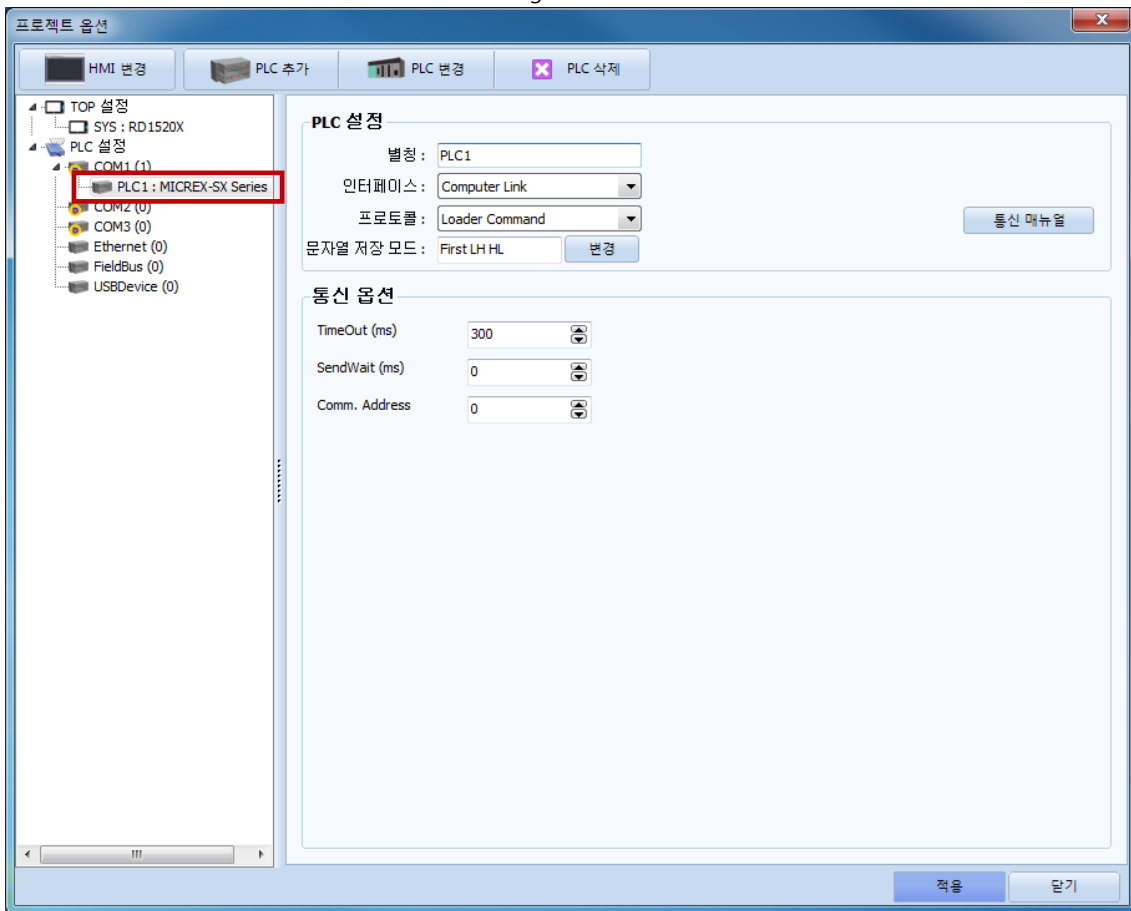 프로젝트 옵션
HMI 변경 PLC 추가 PLC 변경 PLC 삭제
TOP 설정
SYS : RD1520X
PLC 설정
COM1 (1)
PLC1 : MICREX-SX Series
COM2 (0)
COM3 (0)
Ethernet (0)
FieldBus (0)
USBDevice (0)
PLC 설정
별칭 : PLC1
인터페이스 : Computer Link
프로토콜 : Loader Command
통신 매뉴얼
문자열 저장 모드 : First LH HL 변경
통신 옵션
TimeOut (ms) 300
SendWait (ms) 0
Comm. Address 0
적용 닫기